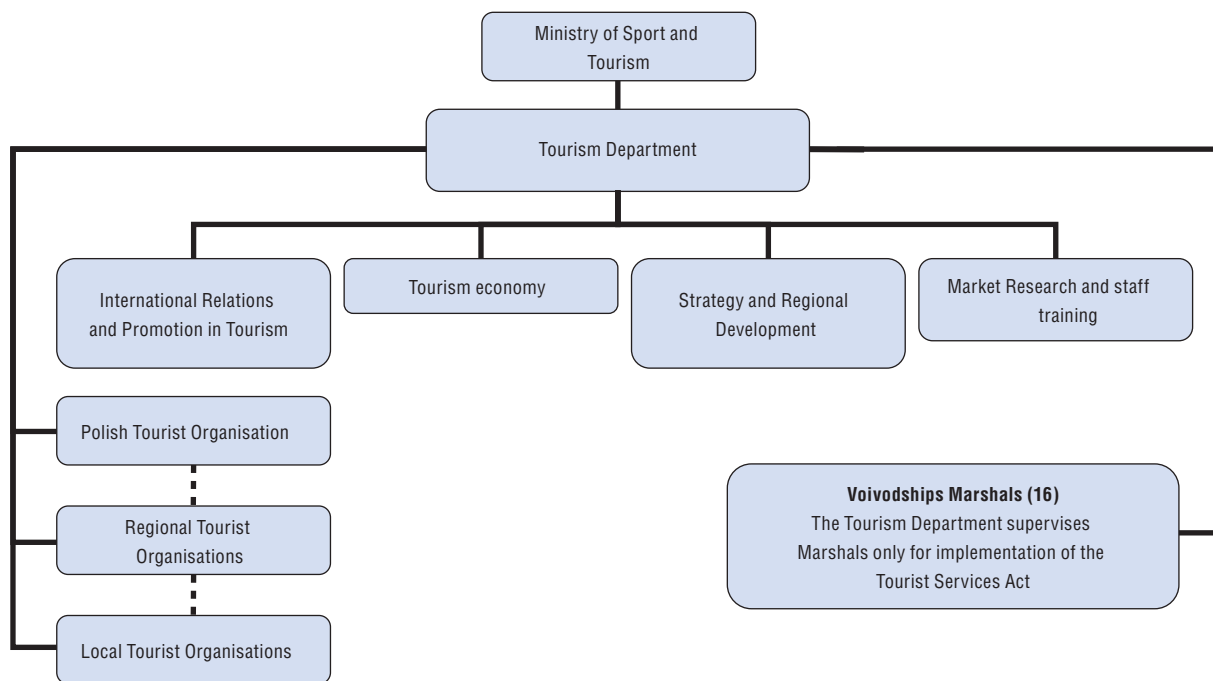 Ministry of Sport and
Tourism
Tourism Department
International Relations
and Promotion in Tourism
Tourism economy
Strategy and Regional
Development
Market Research and staff
training
Polish Tourist Organisation
Regional Tourist
Organisations
Local Tourist Organisations
Voivodships Marshals (16)
The Tourism Department supervises
Marshals only for implementation of the
Tourist Services Act